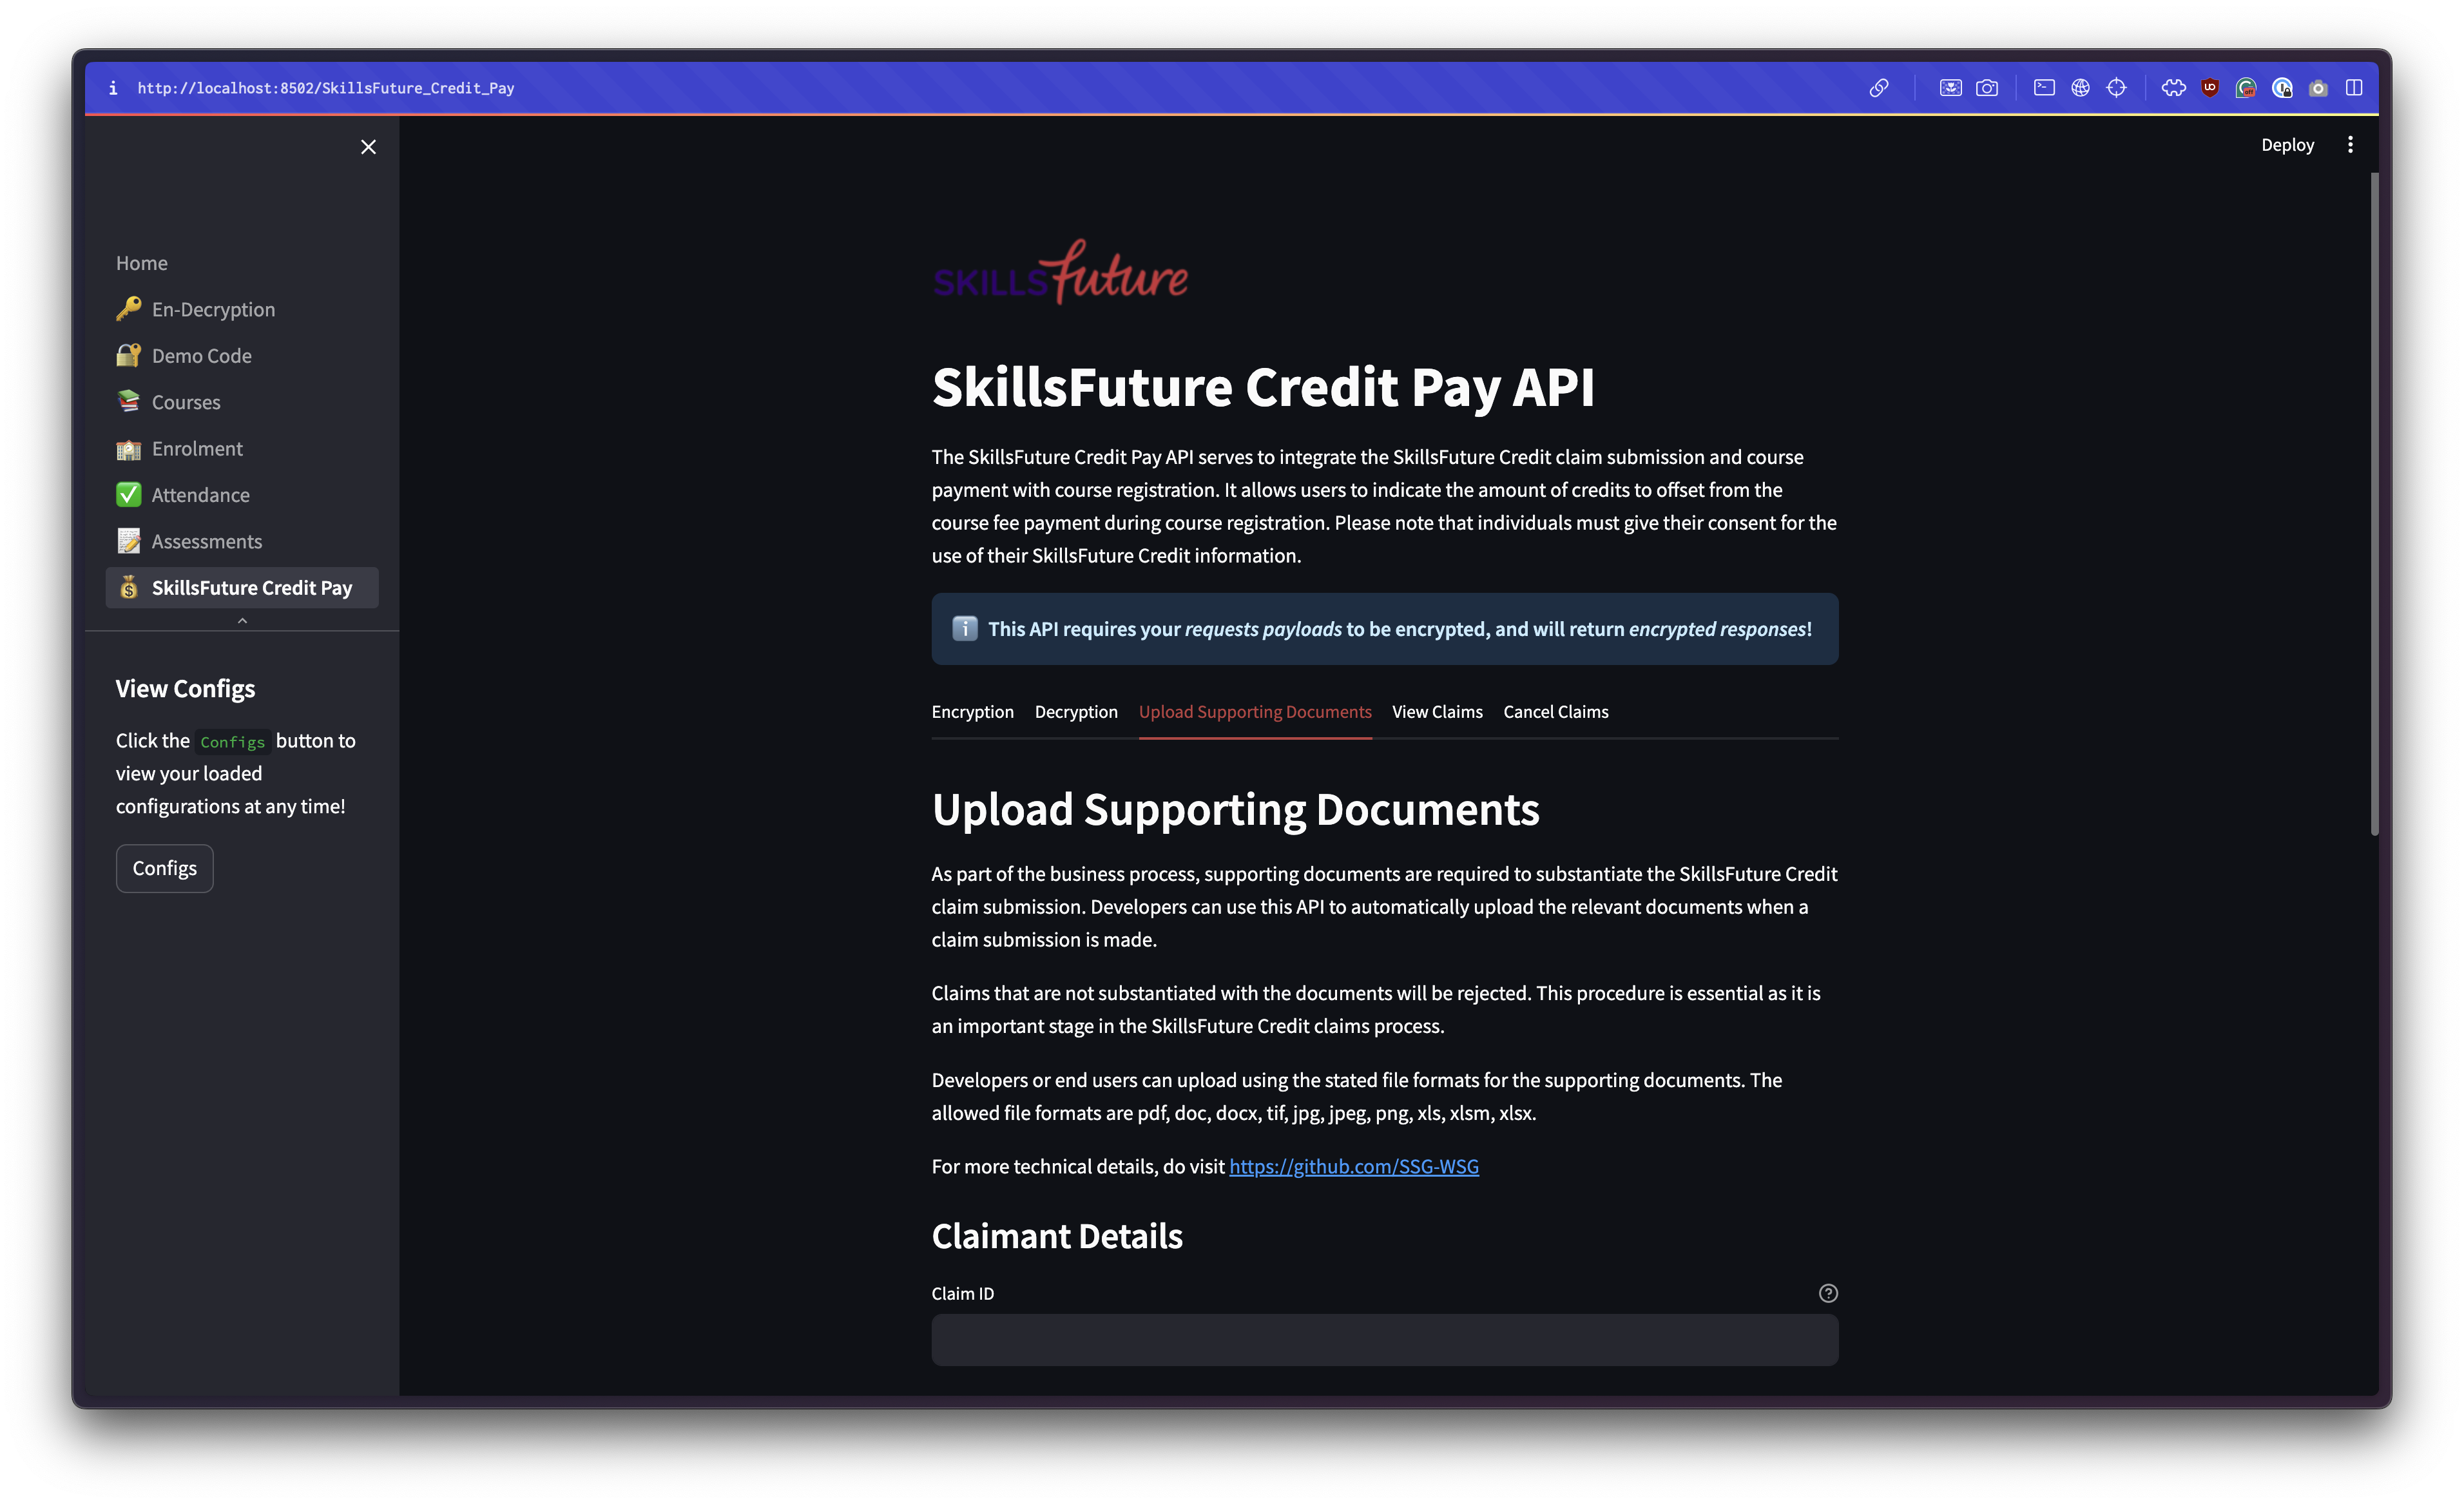 http://localhost:8502/SkillsFuture_Credit_Pay
Deploy
Home
En-Decryption
Demo Code
Courses
Enrolment
Attendance
Assessments
SkillsFuture Credit Pay
View Configs
Click the Configs button to
view your loaded
configurations at any time!
Configs
SKILLSfuture
SkillsFuture Credit Pay API
The SkillsFuture Credit Pay API serves to integrate the SkillsFuture Credit claim submission and course
payment with course registration. It allows users to indicate the amount of credits to offset from the
course fee payment during course registration. Please note that individuals must give their consent for the
use of their SkillsFuture Credit information.
This API requires your requests payloads to be encrypted, and will return encrypted responses!
Encryption Decryption Upload Supporting Documents View Claims Cancel Claims
Upload Supporting Documents
As part of the business process, supporting documents are required to substantiate the SkillsFuture Credit
claim submission. Developers can use this API to automatically upload the relevant documents when a
claim submission is made.
Claims that are not substantiated with the documents will be rejected. This procedure is essential as it is
an important stage in the SkillsFuture Credit claims process.
Developers or end users can upload using the stated file formats for the supporting documents. The
allowed file formats are pdf, doc, docx, tif, jpg, jpeg, png, xls, xlsm, xlsx.
For more technical details, do visit https://github.com/SSG-WSG
Claimant Details
Claim ID